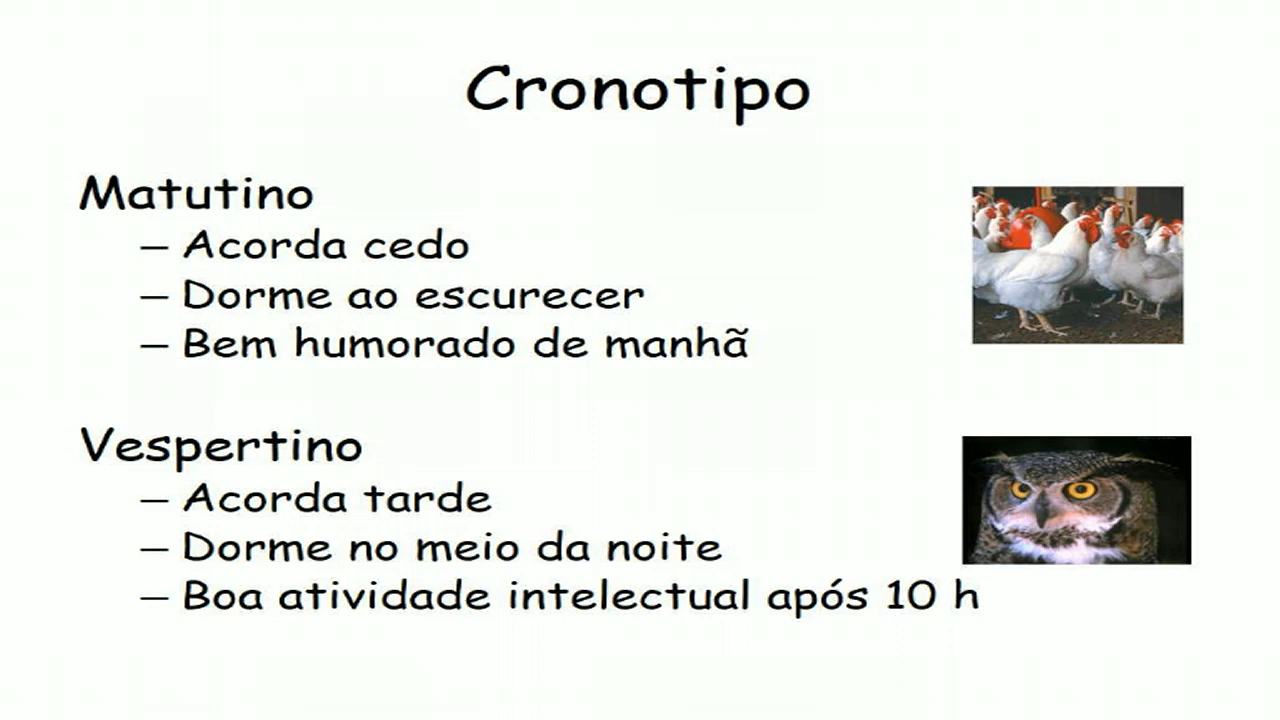 Cronotipo
Matutino
– Acorda cedo
– Dorme ao escurecer
– Bem humorado de manhã
Vespertino
– Acorda tarde
– Dorme no meio da noite
– Boa atividade intelectual após 10 h